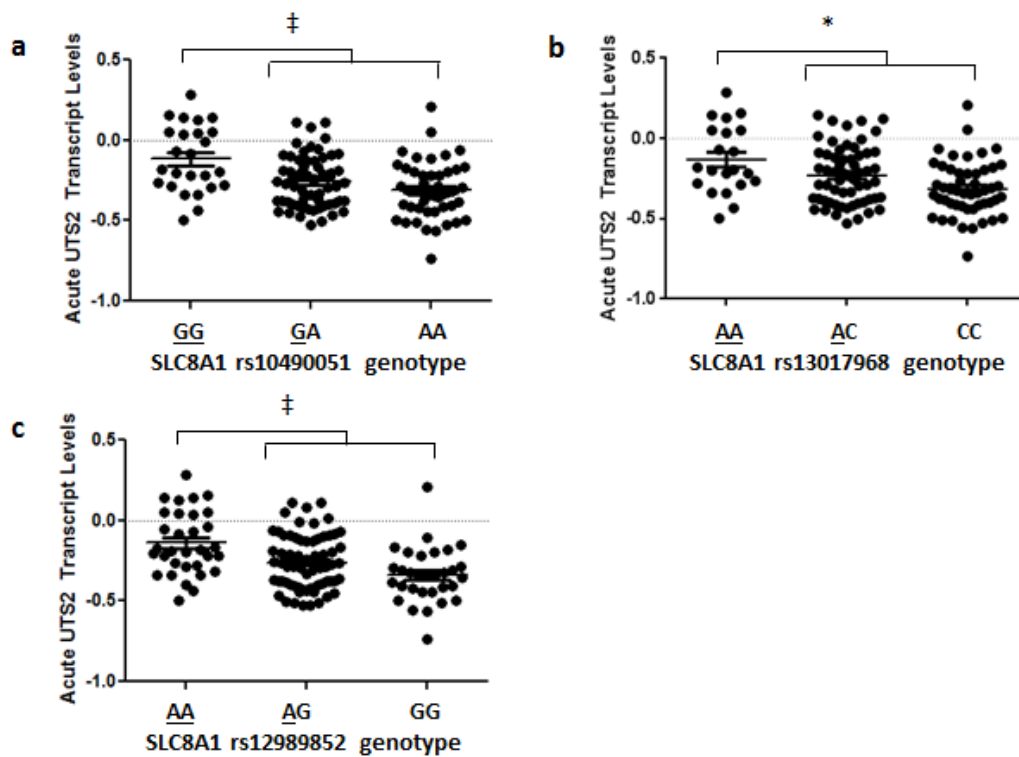 a
‡
Acute UTS2 Transcript Levels
0.5
0.0
-0.5
-1.0
GG GA AA
SLC8A1 rs10490051 genotype
b
*
Acute UTS2 Transcript Levels
0.5
0.0
-0.5
-1.0
AA AC CC
SLC8A1 rs13017968 genotype
c
‡
Acute UTS2 Transcript Levels
0.5
0.0
-0.5
-1.0
AA AG GG
SLC8A1 rs12989852 genotype